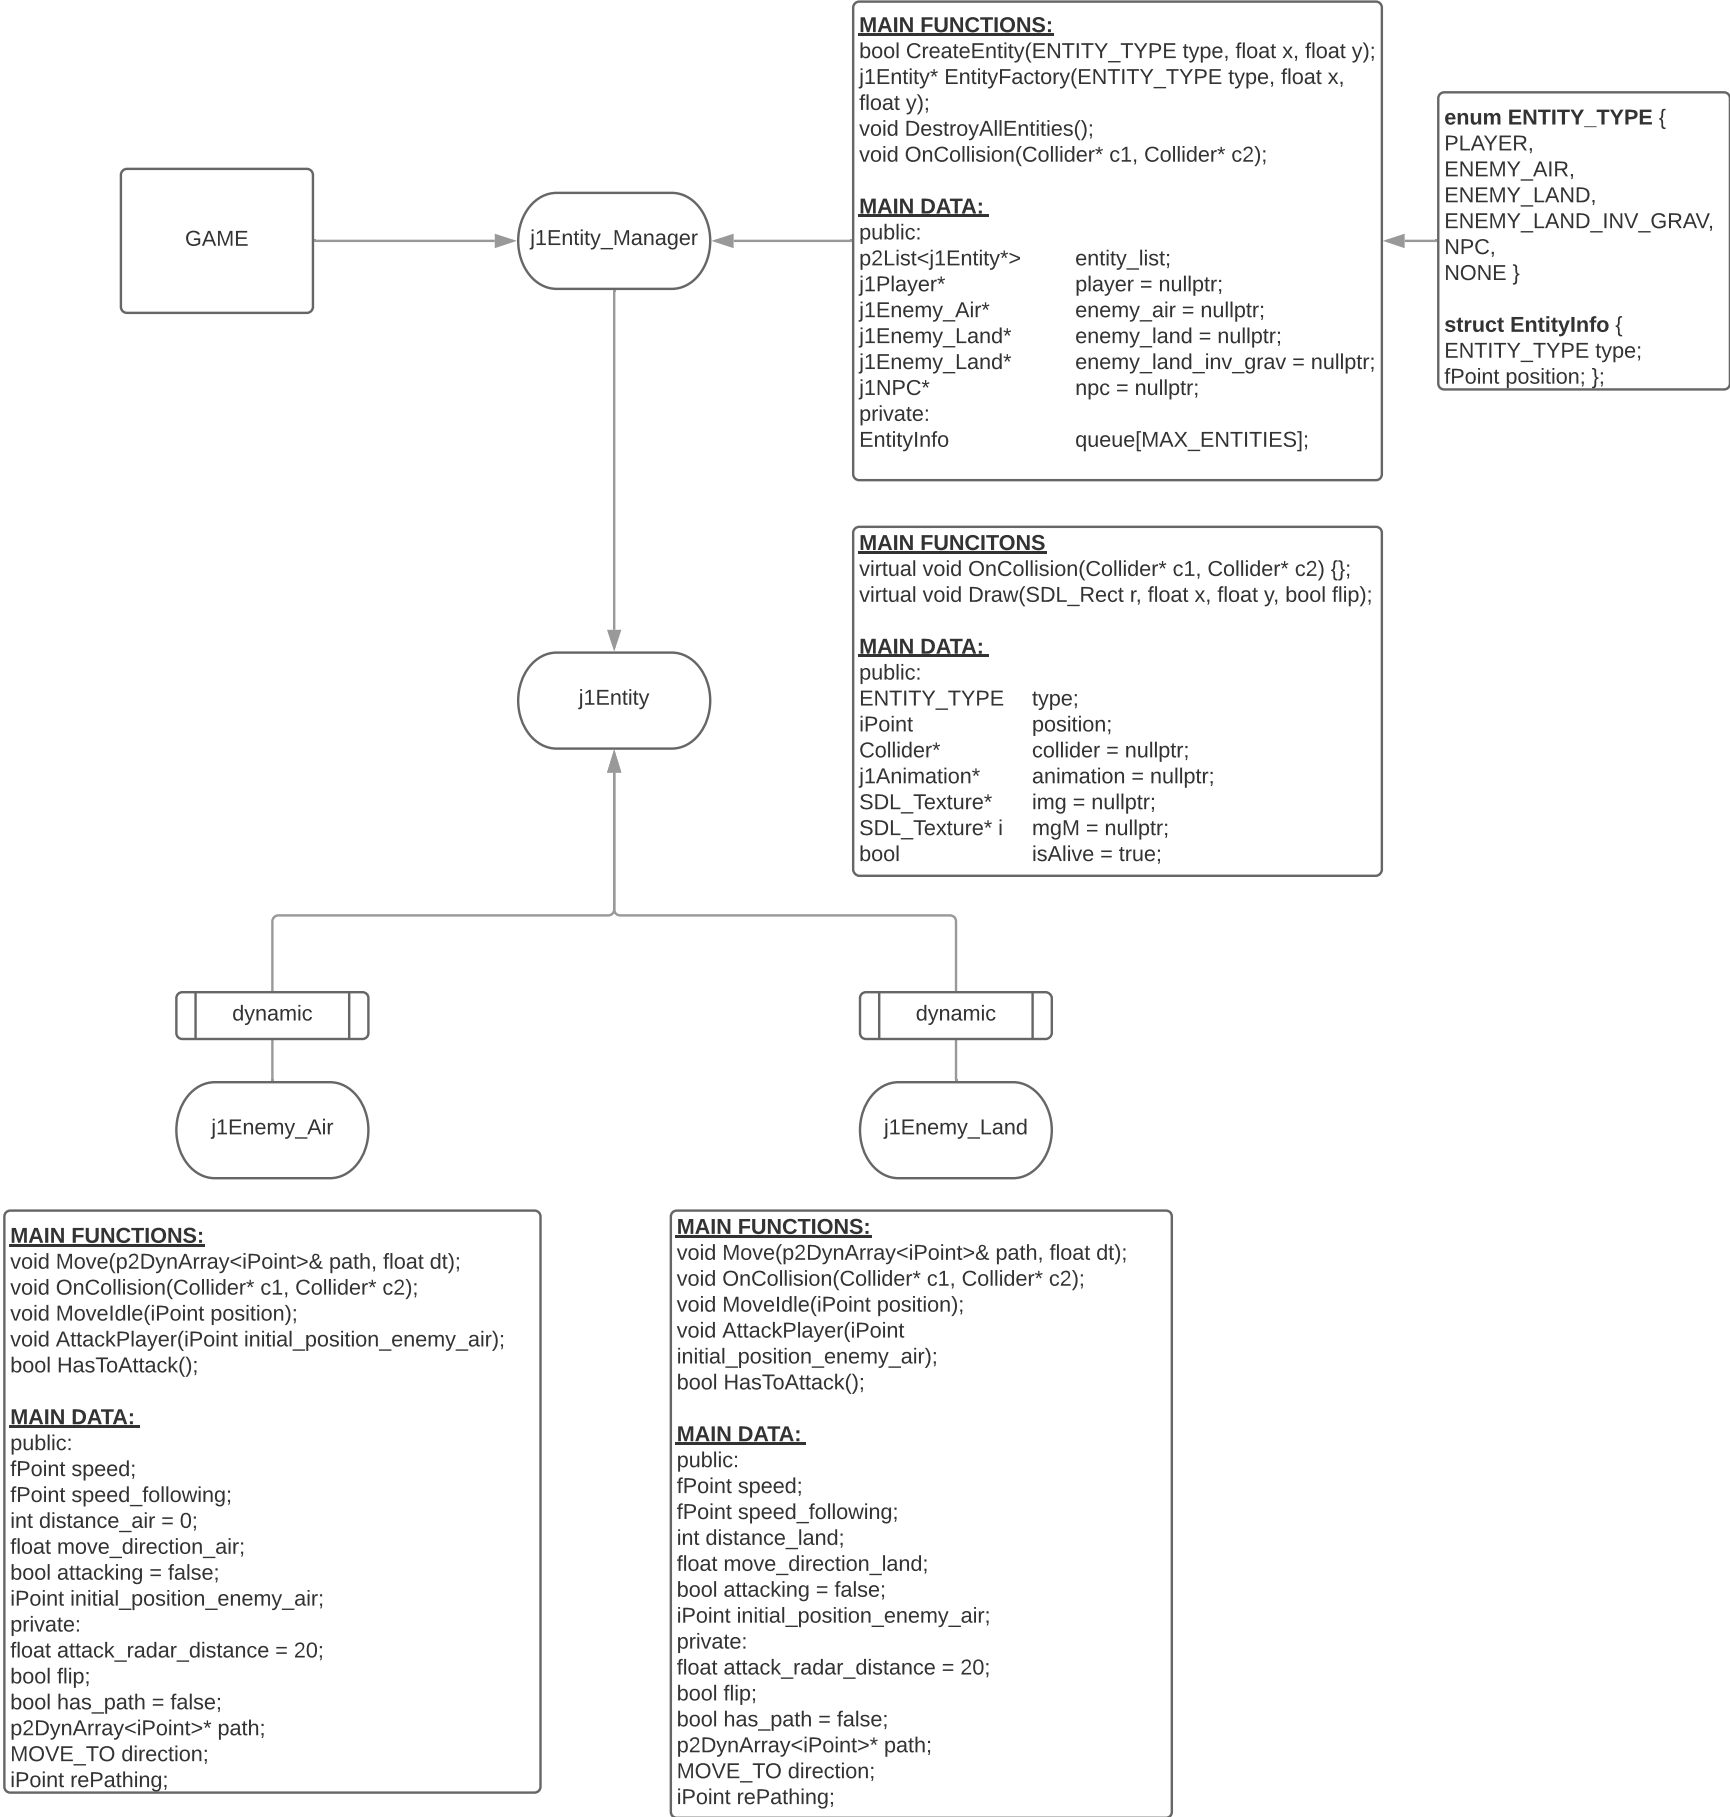 GAME
j1Entity_Manager
MAIN FUNCTIONS:
bool CreateEntity(ENTITY_TYPE type, float x, float y);
j1Entity* EntityFactory(ENTITY_TYPE type, float x,
float y);
void DestroyAllEntities();
void OnCollision(Collider* c1, Collider* c2);
MAIN DATA:
public:
p2List<j1Entity*> entity_list;
j1Player* player = nullptr;
j1Enemy_Air* enemy_air = nullptr;
j1Enemy_Land* enemy_land = nullptr;
j1Enemy_Land* enemy_land_inv_grav = nullptr;
j1NPC* npc = nullptr;
private:
EntityInfo queue[MAX_ENTITIES];
enum ENTITY_TYPE {
PLAYER,
ENEMY_AIR,
ENEMY_LAND,
ENEMY_LAND_INV_GRAV,
NPC,
NONE }
struct EntityInfo {
ENTITY_TYPE type;
fPoint position; };
j1Entity
MAIN FUNCITONS
virtual void OnCollision(Collider* c1, Collider* c2) {};
virtual void Draw(SDL_Rect r, float x, float y, bool flip);
MAIN DATA:
public:
ENTITY_TYPE type;
iPoint position;
Collider* collider = nullptr;
j1Animation* animation = nullptr;
SDL_Texture* img = nullptr;
SDL_Texture* i mgM = nullptr;
bool isAlive = true;
dynamic
dynamic
j1Enemy_Air
j1Enemy_Land
MAIN FUNCTIONS:
void Move(p2DynArray<iPoint>& path, float dt);
void OnCollision(Collider* c1, Collider* c2);
void MoveIdle(iPoint position);
void AttackPlayer(iPoint initial_position_enemy_air);
bool HasToAttack();
MAIN DATA:
public:
fPoint speed;
fPoint speed_following;
int distance_air = 0;
float move_direction_air;
bool attacking = false;
iPoint initial_position_enemy_air;
private:
float attack_radar_distance = 20;
bool flip;
bool has_path = false;
p2DynArray<iPoint>* path;
MOVE_TO direction;
iPoint rePathing;
MAIN FUNCTIONS:
void Move(p2DynArray<iPoint>& path, float dt);
void OnCollision(Collider* c1, Collider* c2);
void MoveIdle(iPoint position);
void AttackPlayer(iPoint
initial_position_enemy_air);
bool HasToAttack();
MAIN DATA:
public:
fPoint speed;
fPoint speed_following;
int distance_land;
float move_direction_land;
bool attacking = false;
iPoint initial_position_enemy_air;
private:
float attack_radar_distance = 20;
bool flip;
bool has_path = false;
p2DynArray<iPoint>* path;
MOVE_TO direction;
iPoint rePathing;